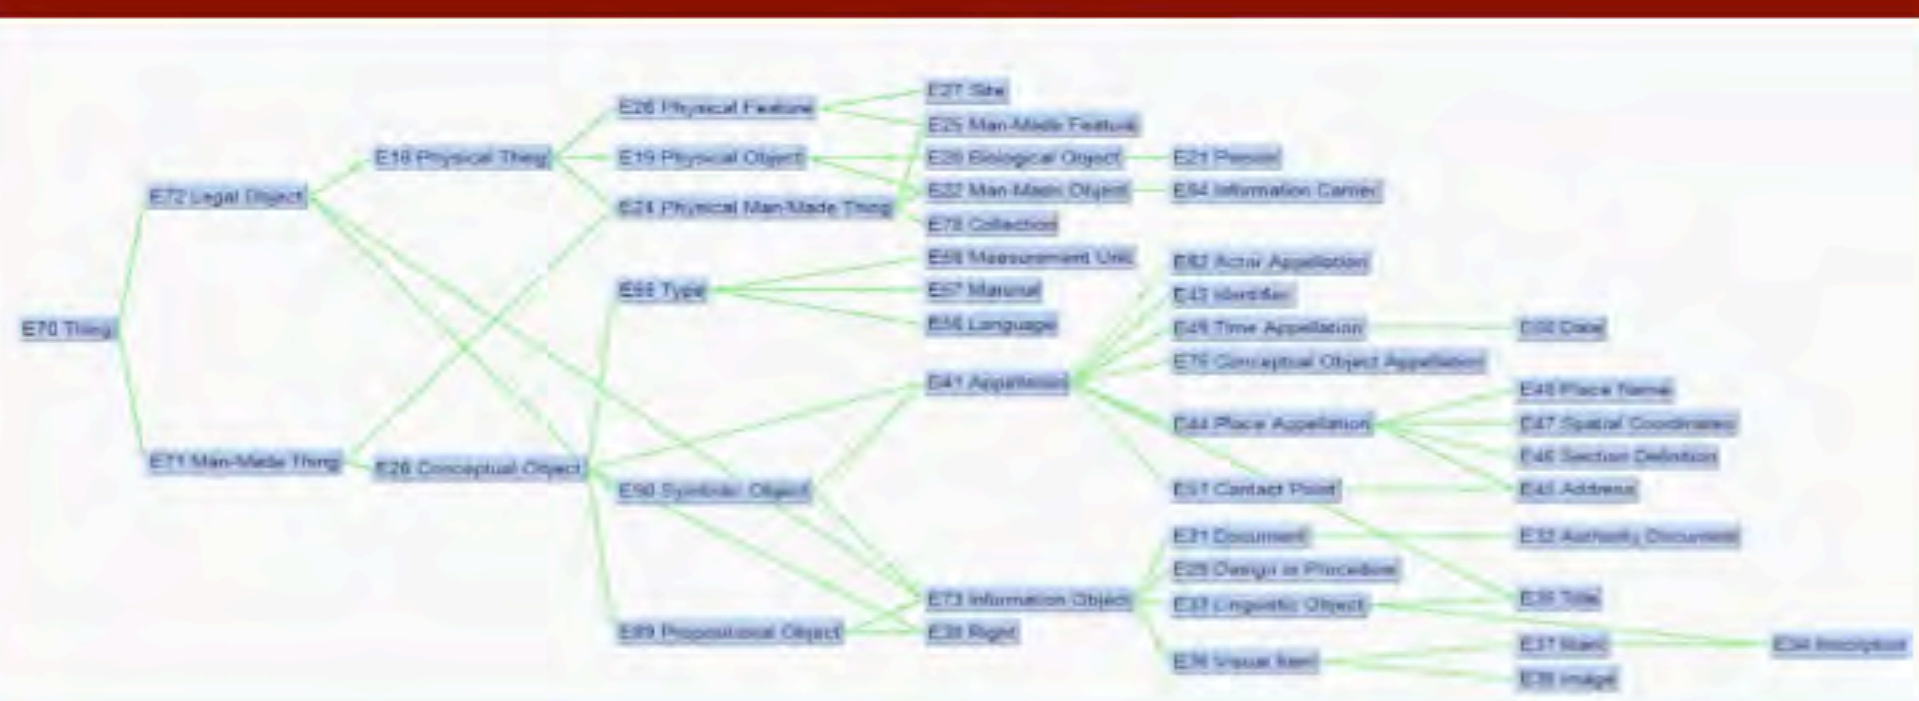 E70 Thing
E72 Legal Object
E71 Man-Made Thing
E18 Physical Thing
E28 Conceptual Object
E26 Physical Feature
E19 Physical Object
E24 Physical Man-Made Thing
E55 Type
E90 Symbolic Object
E89 Propositional Object
E27 Site
E25 Man-Made Feature
E20 Biological Object
E22 Man-Made Object
E78 Collection
E58 Measurement Unit
E57 Material
E56 Language
E41 Appellation
E73 Information Object
E30 Right
E21 Person
E84 Information Carrier
E82 Actor Appellation
E42 Identifier
E49 Time Appellation
E75 Conceptual Object Appellation
E44 Place Appellation
E51 Contact Point
E31 Document
E29 Design or Procedure
E33 Linguistic Object
E36 Visual Item
E50 Date
E48 Place Name
E47 Spatial Coordinates
E46 Section Definition
E45 Address
E32 Authority Document
E35 Title
E37 Mark
E38 Image
E34 Inscription